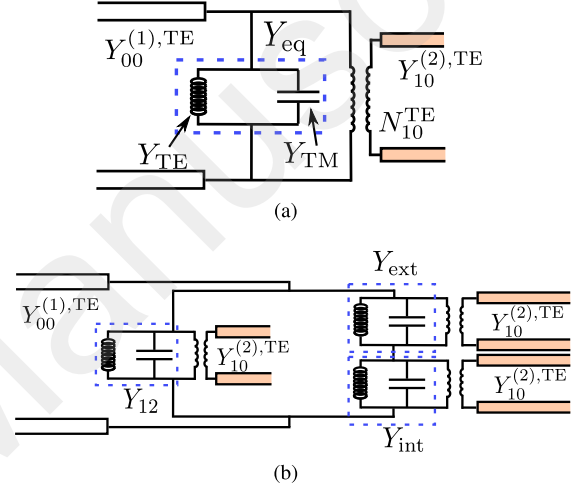 Y_{00}^{(1),TE}
Y_{eq}
Y_{10}^{(2),TE}
N_{10}^{TE}
Y_{TE}
Y_{TM}
(a)
Y_{ext}
Y_{00}^{(1),TE}
Y_{10}^{(2),TE}
Y_{10}^{(2),TE}
Y_{10}^{(2),TE}
Y_{12}
Y_{int}
(b)